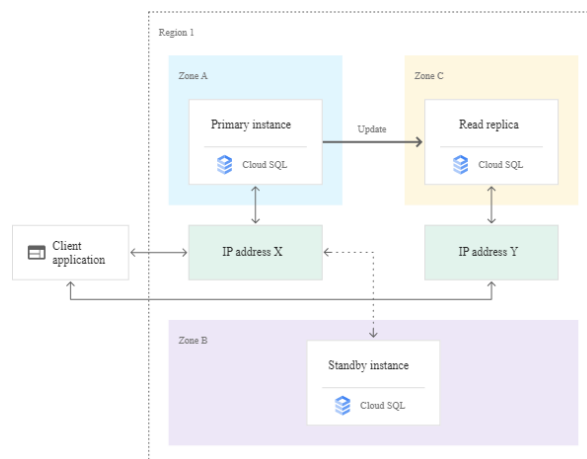 Region 1
Zone A
Zone C
Primary instance
Cloud SQL
Update
Read replica
Cloud SQL
Client
application
IP address X
IP address Y
Zone B
Standby instance
Cloud SQL